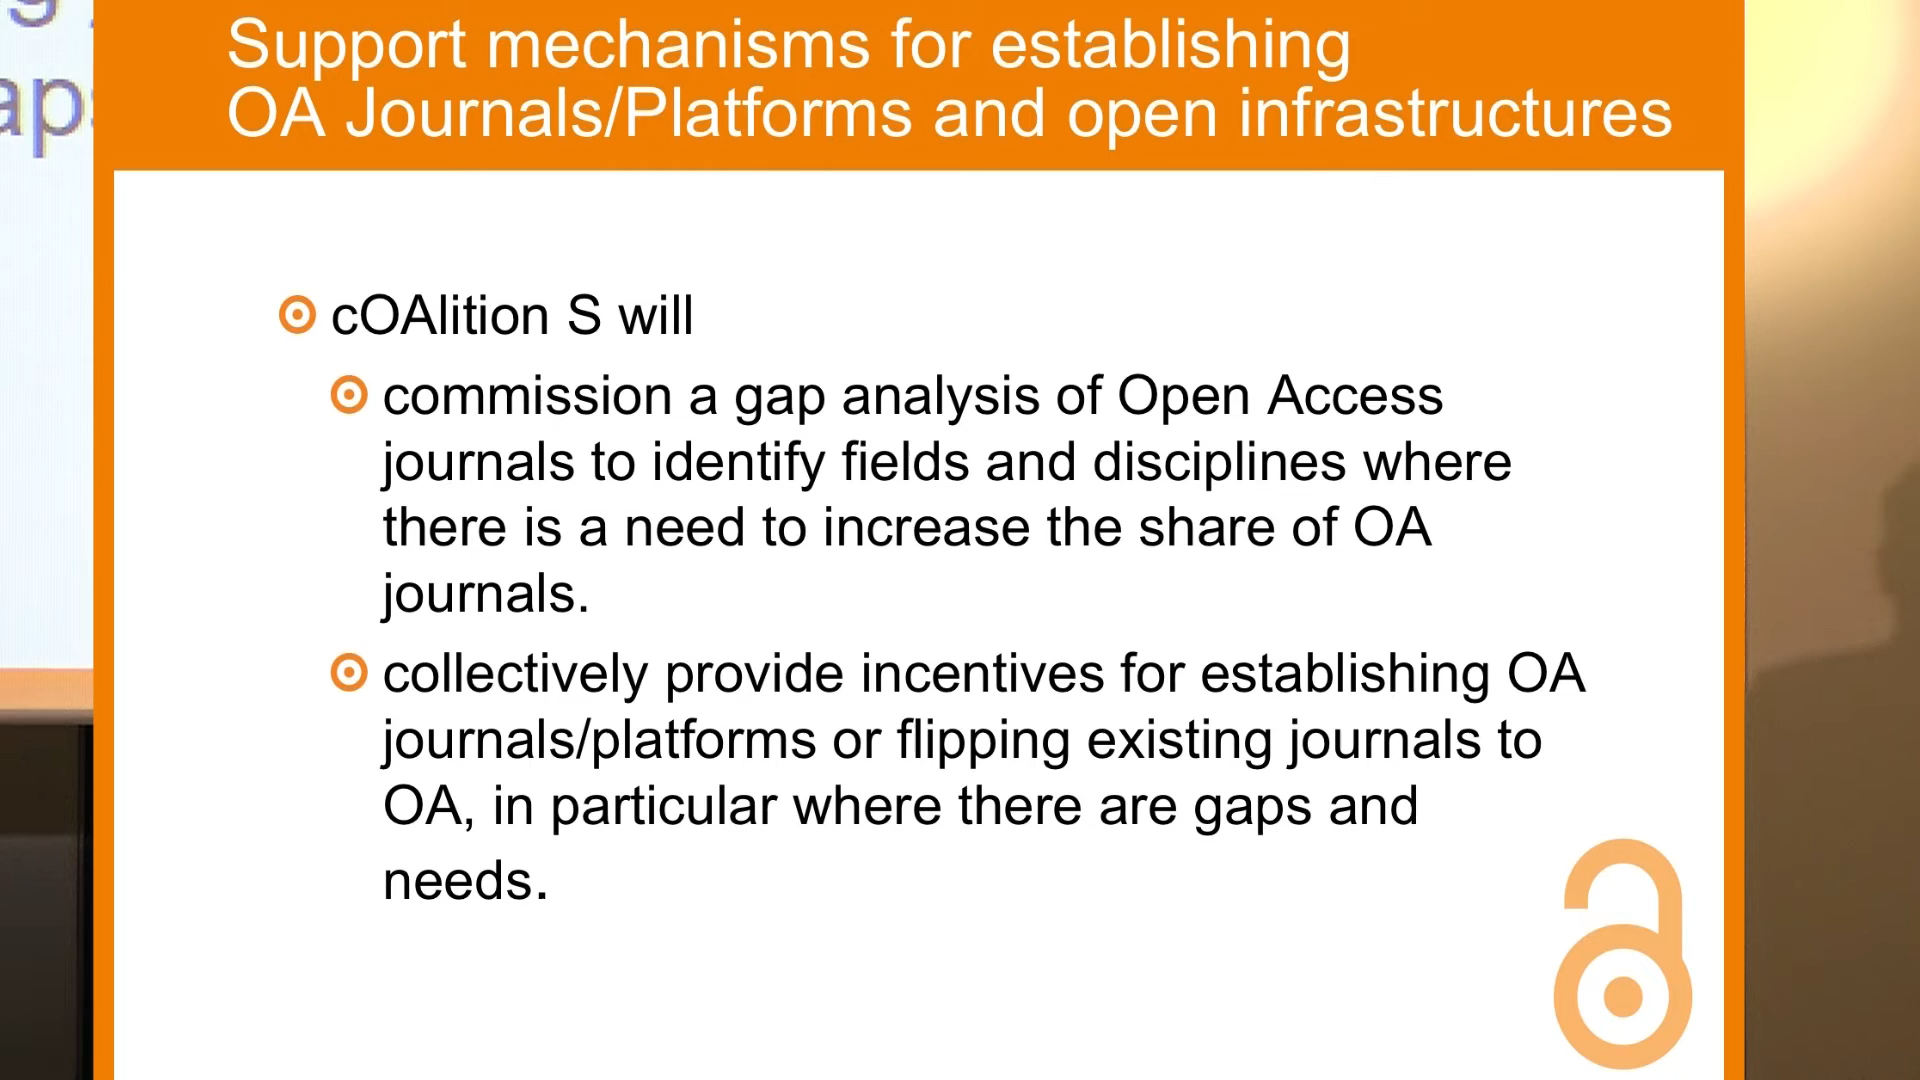 Support mechanisms for establishing
OA Journals/Platforms and open infrastructures
cOAlition S will
commission a gap analysis of Open Access
journals to identify fields and disciplines where
there is a need to increase the share of OA
journals.
collectively provide incentives for establishing OA
journals/platforms or flipping existing journals to
OA, in particular where there are gaps and
needs.